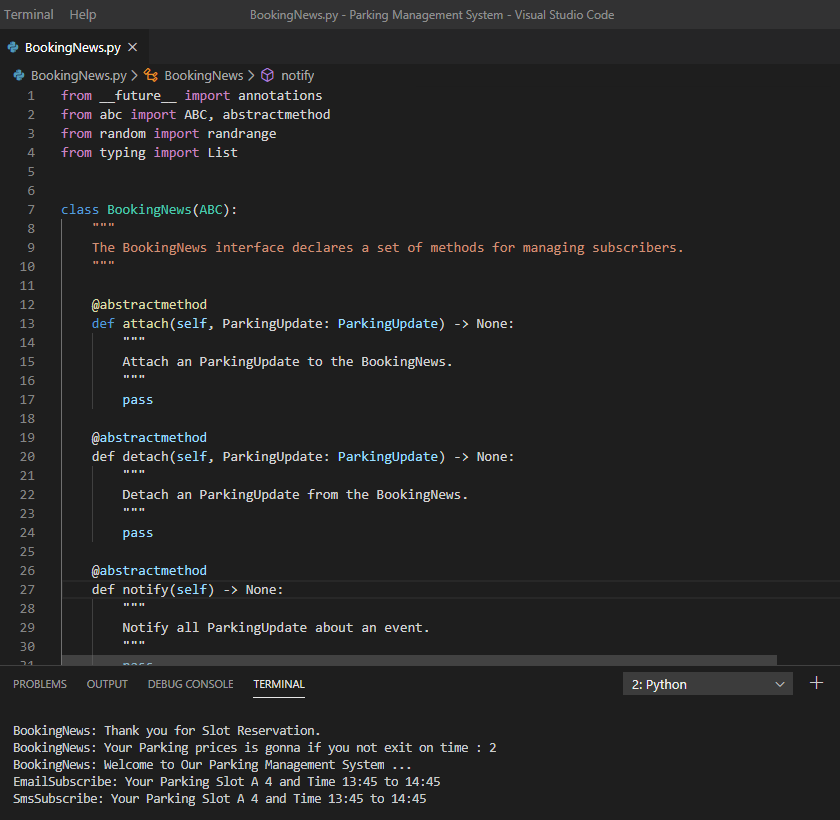 Terminal Help BookingNews.py - Parking Management System - Visual Studio Code
BookingNews.py
BookingNews.py > BookingNews > notify
1 from __future__ import annotations
2 from abc import ABC, abstractmethod
3 from random import randrange
4 from typing import List
5
6
7 class BookingNews(ABC):
8 """
9 The BookingNews interface declares a set of methods for managing subscribers.
10 """
11
12 @abstractmethod
13 def attach(self, ParkingUpdate: ParkingUpdate) -> None:
14 """
15 Attach an ParkingUpdate to the BookingNews.
16 """
17 pass
18
19 @abstractmethod
20 def detach(self, ParkingUpdate: ParkingUpdate) -> None:
21 """
22 Detach an ParkingUpdate from the BookingNews.
23 """
24 pass
25
26 @abstractmethod
27 def notify(self) -> None:
28 """
29 Notify all ParkingUpdate about an event.
30 """
31 pass
PROBLEMS OUTPUT DEBUG CONSOLE TERMINAL 2: Python
BookingNews: Thank you for Slot Reservation.
BookingNews: Your Parking prices is gonna if you not exit on time : 2
BookingNews: Welcome to Our Parking Management System ...
EmailSubscribe: Your Parking Slot A 4 and Time 13:45 to 14:45
SmsSubscribe: Your Parking Slot A 4 and Time 13:45 to 14:45